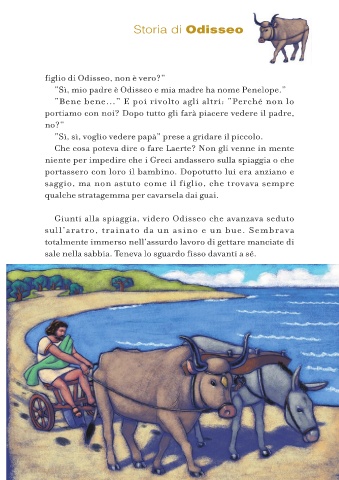 Storia di Odisseo
figlio di Odisseo, non è vero?”
“Sì, mio padre è Odisseo e mia madre ha nome Penelope.”
“Bene bene...” E poi rivolto agli altri: “Perché non lo
portiamo con noi? Dopo tutto gli farà piacere vedere il padre,
no?”
“Sì, sì, voglio vedere papà” prese a gridare il piccolo.
Che cosa poteva dire o fare Laerte? Non gli venne in mente
niente per impedire che i Greci andassero sulla spiaggia o che
portassero con loro il bambino. Dopotutto lui era anziano e
saggio, ma non astuto come il figlio, che trovava sempre
qualche stratagemma per cavarsela dai guai.
Giunti alla spiaggia, videro Odisseo che avanzava seduto
sull’aratro, trainato da un asino e un bue. Sembrava
totalmente immerso nell’assurdo lavoro di gettare manciate di
sale nella sabbia. Teneva lo sguardo fisso davanti a sé.